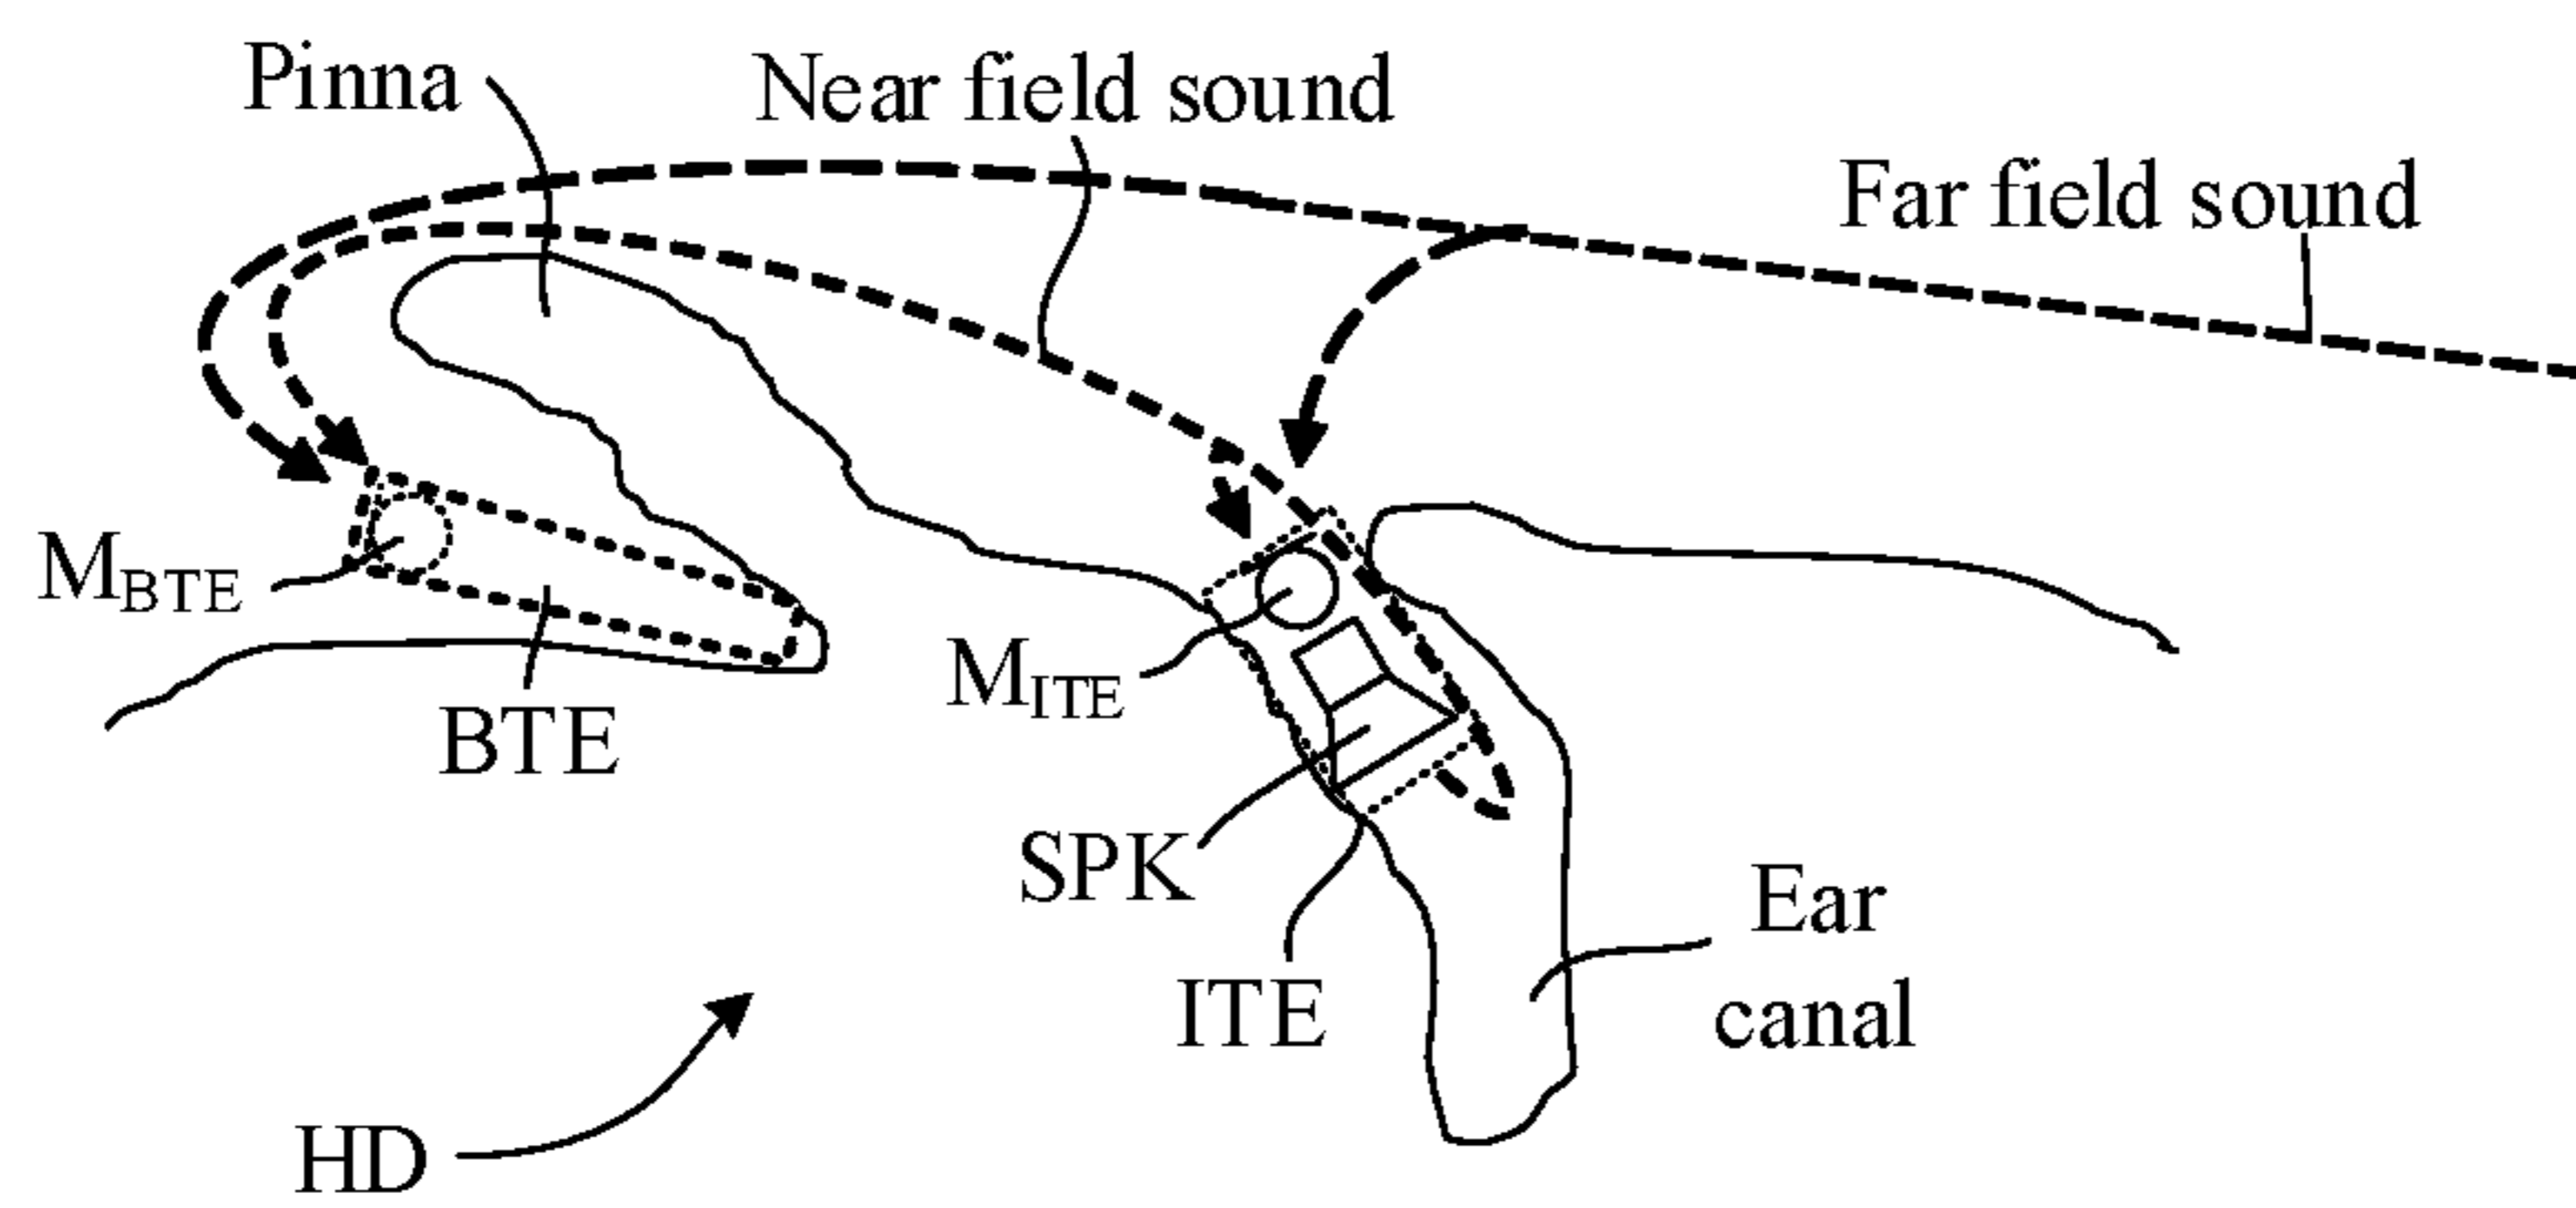 Pinna
Near field sound
Far field sound
MBTE
BTE
MITE
SPK
ITE
Ear
canal
HD